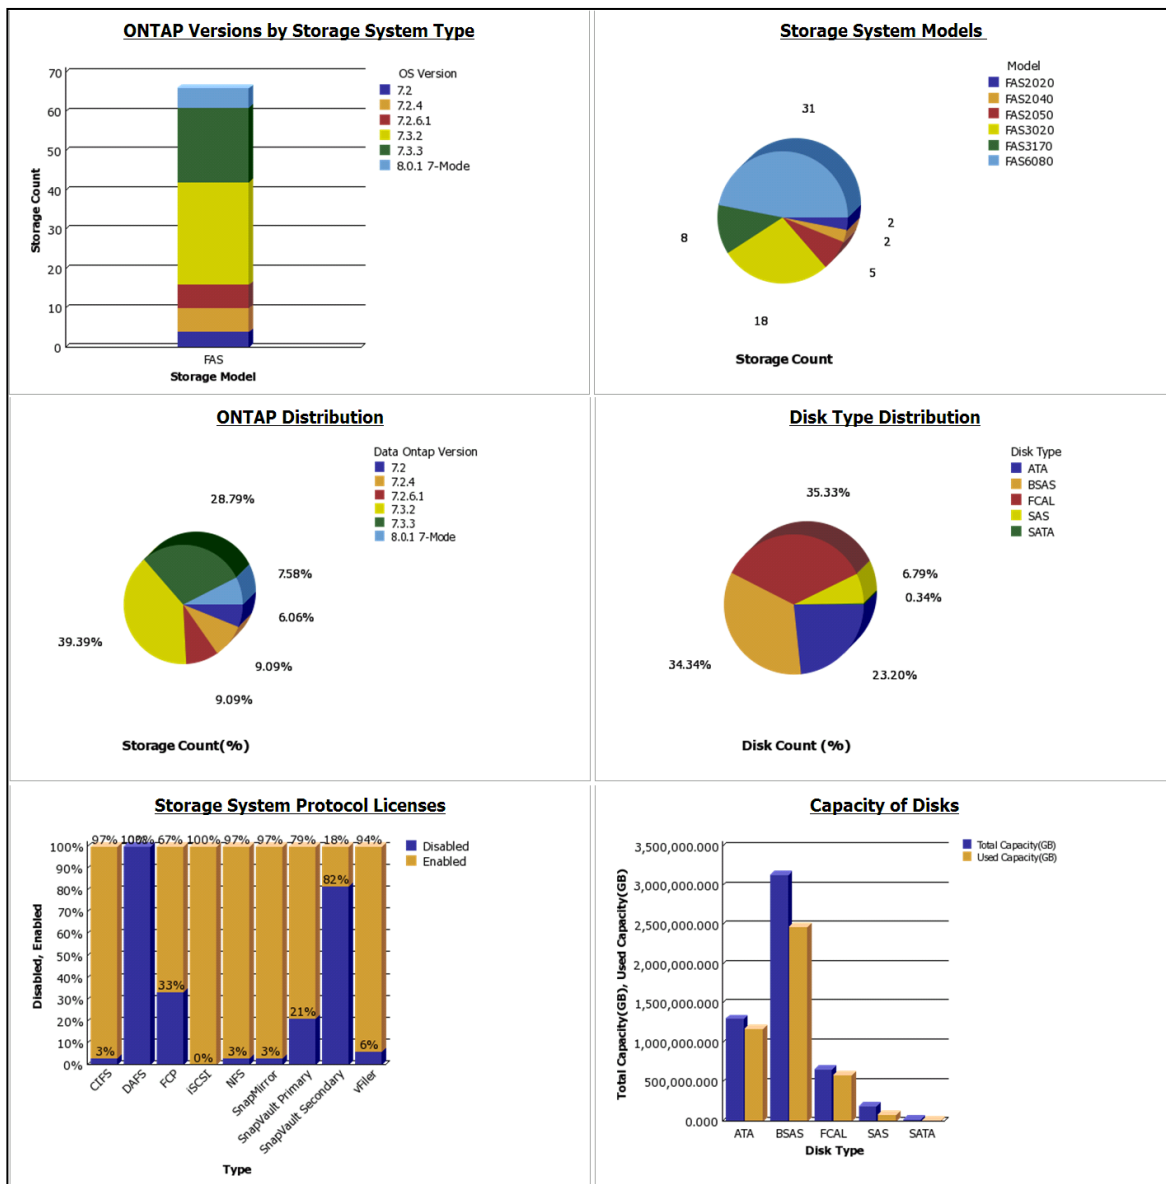 ONTAP Versions by Storage System Type
70
60
50
40
30
20
10
0
Storage Count
FAS
Storage Model
OS Version
7.2
7.2.4
7.2.6.1
7.3.2
7.3.3
8.0.1 7-Mode
Storage System Models
31
2
2
5
18
8
Storage Count
Model
FAS2020
FAS2040
FAS2050
FAS3020
FAS3170
FAS6080
ONTAP Distribution
28.79%
7.58%
6.06%
9.09%
9.09%
39.39%
Storage Count(%)
Data Ontap Version
7.2
7.2.4
7.2.6.1
7.3.2
7.3.3
8.0.1 7-Mode
Disk Type Distribution
35.33%
6.79%
0.34%
23.20%
34.34%
Disk Count (%)
Disk Type
ATA
BSAS
FCAL
SAS
SATA
Storage System Protocol Licenses
97% 100% 67% 100% 97% 97% 79% 18% 94%
100%
90%
80%
70%
60%
50%
40%
30%
20%
10%
0%
Disabled, Enabled
3% 33% 0% 3% 3% 21% 82% 6%
CIFS
DAFS
FCP
iSCSI
NFS
SnapMirror
SnapVault Primary
SnapVault Secondary
vFiler
Type
Disabled
Enabled
Capacity of Disks
3,500,000.000
3,000,000.000
2,500,000.000
2,000,000.000
1,500,000.000
1,000,000.000
500,000.000
0.000
Total Capacity(GB), Used Capacity(GB)
ATA BSAS FCAL SAS SATA
Disk Type
Total Capacity(GB)
Used Capacity(GB)